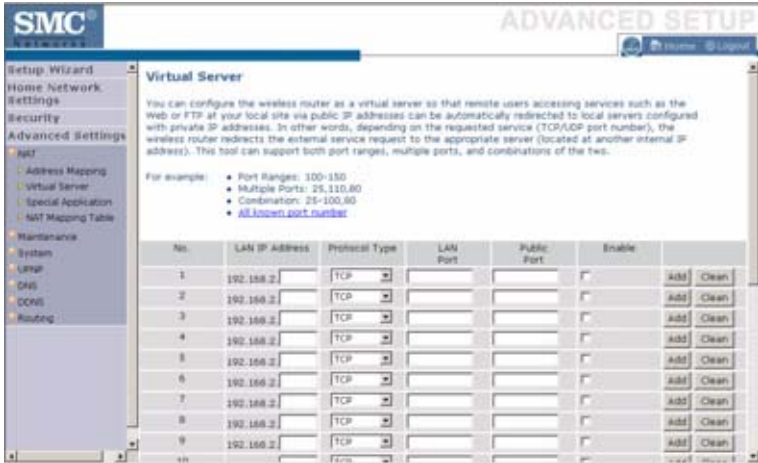 SMC®
Networks
ADVANCED SETUP
Home
Logout
Setup Wizard
Home Network
Settings
Security
Advanced Settings
NAT
Address Mapping
Virtual Server
Special Application
NAT Mapping Table
Maintenance
System
UPNP
DNS
DDNS
Routing
Virtual Server
You can configure the wireless router as a virtual server so that remote users accessing services such as the
Web or FTP at your local site via public IP addresses can be automatically redirected to local servers configured
with private IP addresses. In other words, depending on the requested service (TCP/UDP port number), the
wireless router redirects the external service request to the appropriate server (located at another internal IP
address). This tool can support both port ranges, multiple ports, and combinations of the two.
For example:
• Port Ranges: 100-150
• Multiple Ports: 25,110,80
• Combination: 25-100,80
• All known port number
No. LAN IP Address Protocol Type LAN Port Public Port Enable
1 192.168.2. TCP Add Clean
2 192.168.2. TCP Add Clean
3 192.168.2. TCP Add Clean
4 192.168.2. TCP Add Clean
5 192.168.2. TCP Add Clean
6 192.168.2. TCP Add Clean
7 192.168.2. TCP Add Clean
8 192.168.2. TCP Add Clean
9 192.168.2. TCP Add Clean